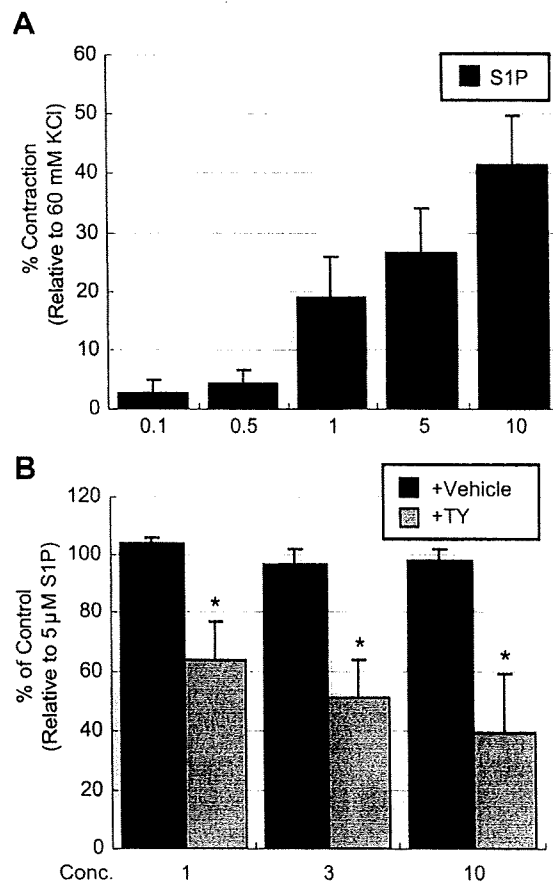 A
% Contraction
(Relative to 60 mM KCl)
60
50
40
30
20
10
0
S1P
0.1 0.5 1 5 10
B
% of Control
(Relative to 5 μM S1P)
120
100
80
60
40
20
0
+Vehicle
+TY
* * *
Conc. 1 3 10